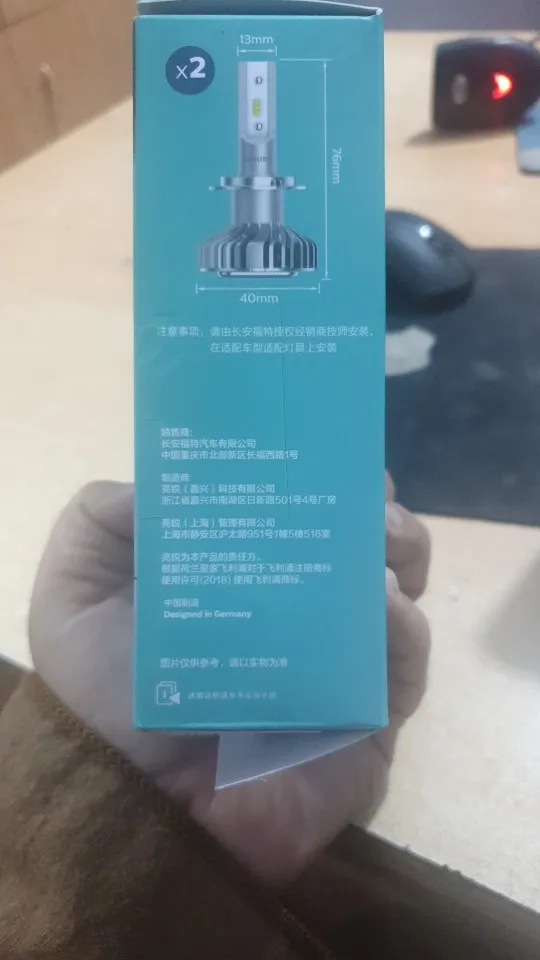 13mm
x2
76mm
40mm
注意事项：请由长安福特授权经销商技师安装，
在适配车型适配灯具上安装
销售商：
长安福特汽车有限公司
中国重庆市北部新区长福西路1号
制造商：
亮锐（嘉兴）科技有限公司
浙江省嘉兴市南湖区日新路501号4号厂房
亮锐（上海）管理有限公司
上海市静安区沪太路951号1幢5楼516室
亮锐为本产品的责任方。
根据荷兰皇家飞利浦对于飞利浦注册商标
使用许可(2018) 使用飞利浦商标。
中国制造
Designed in Germany
图片仅供参考，请以实物为准